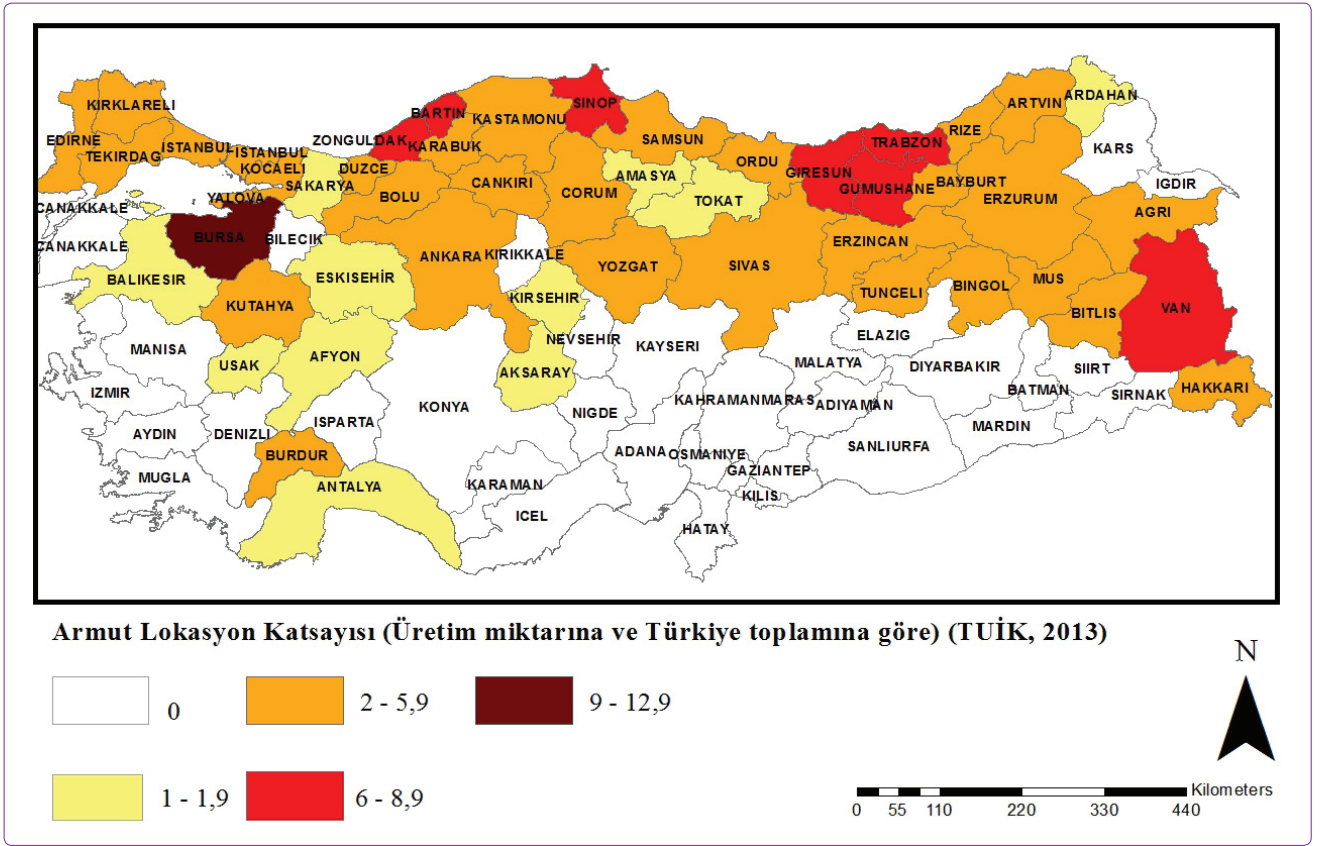 KIRKLARELI
EDIRNE
TEKIRDAG
ISTANBUL
ISTANBUL
KOCAELI
YALOVA
SAKARYA
DUZCE
ZONGULDAK
BARTIN
KARABUK
KASTAMONU
SINOP
SAMSUN
ORDU
GIRESUN
TRABZON
GUMUSHANE
RIZE
ARTVIN
ARDAHAN
KARS
IGDIR
AGRI
BAYBURT
ERZURUM
CANAKKALE
CANAKKALE
BURSA
BILECIK
BOLU
CANKIRI
CORUM
AMASYA
TOKAT
BALIKESIR
KUTAHYA
ESKISEHİR
ANKARA
KIRIKKALE
KIRSEHIR
YOZGAT
SIVAS
ERZINCAN
TUNCELI
BINGOL
MUS
BITLIS
VAN
HAKKARI
MANISA
USAK
AFYON
AKSARAY
NEVSEHIR
KAYSERI
ELAZIG
MALATYA
DIYARBAKIR
SIIRT
BATMAN
SIRNAK
MARDIN
IZMIR
AYDIN
DENIZLI
ISPARTA
KONYA
NIGDE
KAHRAMANMARAS
ADIYAMAN
SANLIURFA
MUGLA
BURDUR
ANTALYA
KARAMAN
ICEL
ADANA
OSMANIYE
GAZIANTEP
KILIS
HATAY
Armut Lokasyon Katsayısı (Üretim miktarına ve Türkiye toplamına göre) (TUİK, 2013)
0
2 - 5,9
9 - 12,9
1 - 1,9
6 - 8,9
N
Kilometers
0 55 110 220 330 440